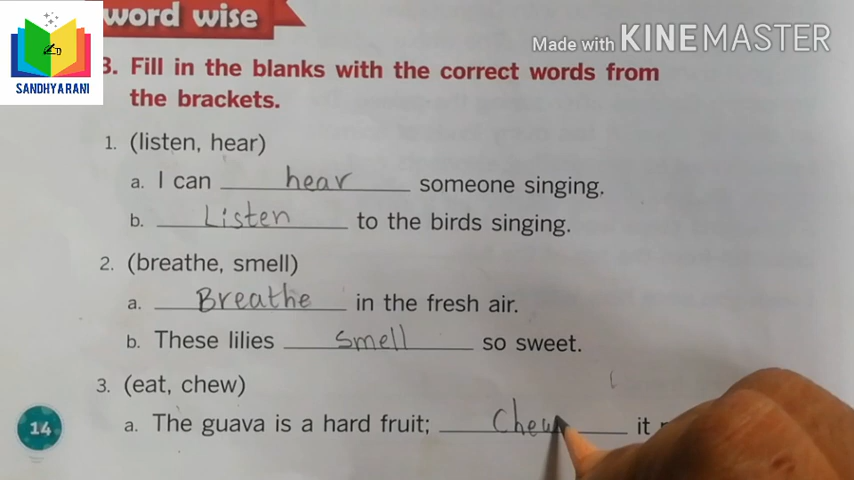 word wise
Made with KINEMASTER
SANDHYARANI
B. Fill in the blanks with the correct words from
the brackets.
1. (listen, hear)
a. I can hear someone singing.
b. Listen to the birds singing.
2. (breathe, smell)
a. Breathe in the fresh air.
b. These lilies smell so sweet.
3. (eat, chew)
a. The guava is a hard fruit; Chew it
14